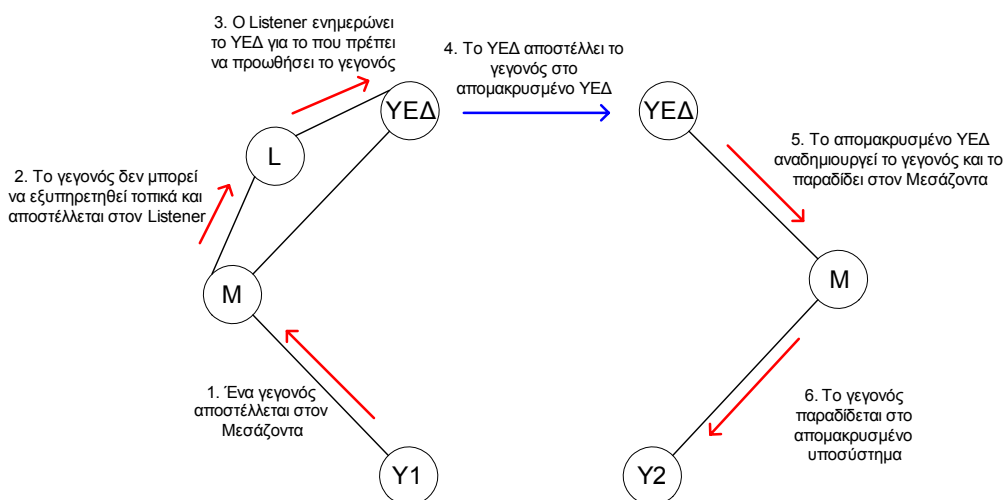 3. Ο Listener ενημερώνει
το ΥΕΔ για το που πρέπει
να προωθήσει το γεγονός
4. Το ΥΕΔ αποστέλλει το
γεγονός στο
απομακρυσμένο ΥΕΔ
ΥΕΔ
ΥΕΔ
L
5. Το απομακρυσμένο ΥΕΔ
αναδημιουργεί το γεγονός και το
παραδίδει στον Μεσάζοντα
2. Το γεγονός δεν μπορεί
να εξυπηρετηθεί τοπικά και
αποστέλλεται στον Listener
Μ
Μ
1. Ένα γεγονός
αποστέλλεται στον
Μεσάζοντα
6. Το γεγονός
παραδίδεται στο
απομακρυσμένο
υποσύστημα
Υ1
Υ2